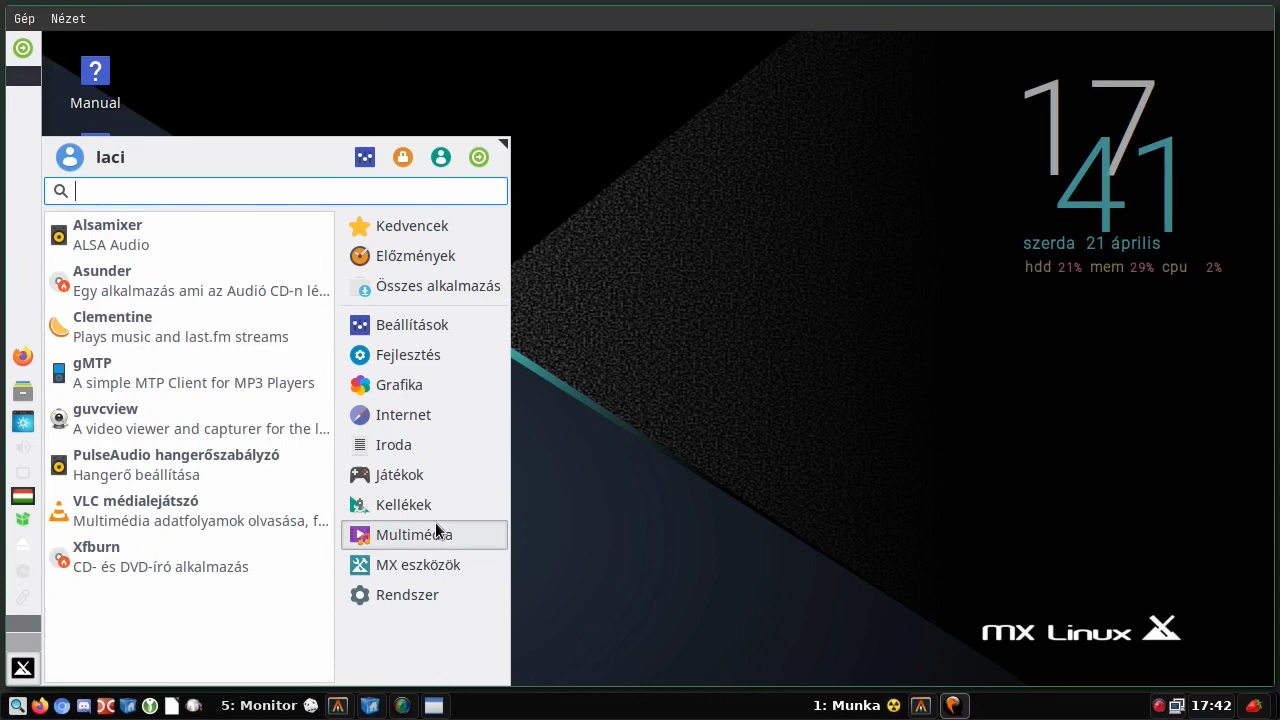 Gép Nézet
?
Manual
17
41
szerda 21 április
hdd 21% mem 29% cpu 2%
laci
Alsamixer
ALSA Audio
Asunder
Egy alkalmazás ami az Audió CD-n lé...
Clementine
Plays music and last.fm streams
gMTP
A simple MTP Client for MP3 Players
guvcview
A video viewer and capturer for the l...
PulseAudio hangerőszabályzó
Hangerő beállítása
VLC médialejátszó
Multimédia adatfolyamok olvasása, f...
Xfburn
CD- és DVD-író alkalmazás
Kedvencek
Előzmények
Összes alkalmazás
Beállítások
Fejlesztés
Grafika
Internet
Iroda
Játékok
Kellékek
Multimédia
MX eszközök
Rendszer
MX Linux
5: Monitor
1: Munka
17:42